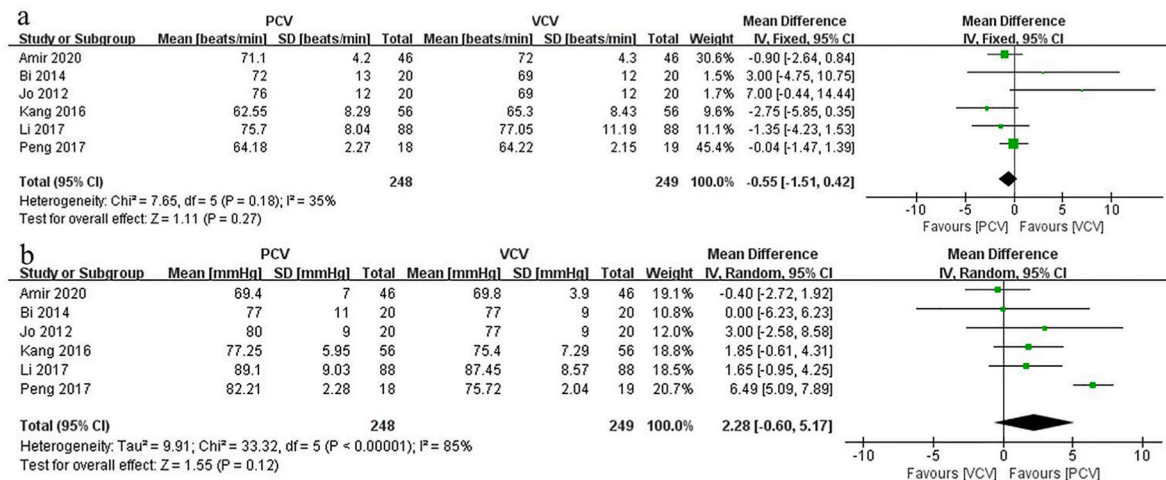 a
PCV VCV Mean Difference Mean Difference
Study or Subgroup Mean [beats/min] SD [beats/min] Total Mean [beats/min] SD [beats/min] Total Weight IV, Fixed, 95% CI IV, Fixed, 95% CI
Amir 2020 71.1 4.2 46 72 4.3 46 30.6% -0.90 [-2.64, 0.84]
Bi 2014 72 13 20 69 12 20 1.5% 3.00 [-4.75, 10.75]
Jo 2012 76 12 20 69 12 20 1.7% 7.00 [-0.44, 14.44]
Kang 2016 62.55 8.29 56 65.3 8.43 56 9.6% -2.75 [-5.85, 0.35]
Li 2017 75.7 8.04 88 77.05 11.19 88 11.1% -1.35 [-4.23, 1.53]
Peng 2017 64.18 2.27 18 64.22 2.15 19 45.4% -0.04 [-1.47, 1.39]
Total (95% CI) 248 249 100.0% -0.55 [-1.51, 0.42]
Heterogeneity: Chi² = 7.65, df = 5 (P = 0.18); I² = 35%
Test for overall effect: Z = 1.11 (P = 0.27)
-10 -5 0 5 10
Favours [PCV] Favours [VCV]
b
PCV VCV Mean Difference Mean Difference
Study or Subgroup Mean [mmHg] SD [mmHg] Total Mean [mmHg] SD [mmHg] Total Weight IV, Random, 95% CI IV, Random, 95% CI
Amir 2020 69.4 7 46 69.8 3.9 46 19.1% -0.40 [-2.72, 1.92]
Bi 2014 77 11 20 77 9 20 10.8% 0.00 [-6.23, 6.23]
Jo 2012 80 9 20 77 9 20 12.0% 3.00 [-2.58, 8.58]
Kang 2016 77.25 5.95 56 75.4 7.29 56 18.8% 1.85 [-0.61, 4.31]
Li 2017 89.1 9.03 88 87.45 8.57 88 18.5% 1.65 [-0.95, 4.25]
Peng 2017 82.21 2.28 18 75.72 2.04 19 20.7% 6.49 [5.09, 7.89]
Total (95% CI) 248 249 100.0% 2.28 [-0.60, 5.17]
Heterogeneity: Tau² = 9.91; Chi² = 33.32, df = 5 (P < 0.00001); I² = 85%
Test for overall effect: Z = 1.55 (P = 0.12)
-10 -5 0 5 10
Favours [VCV] Favours [PCV]